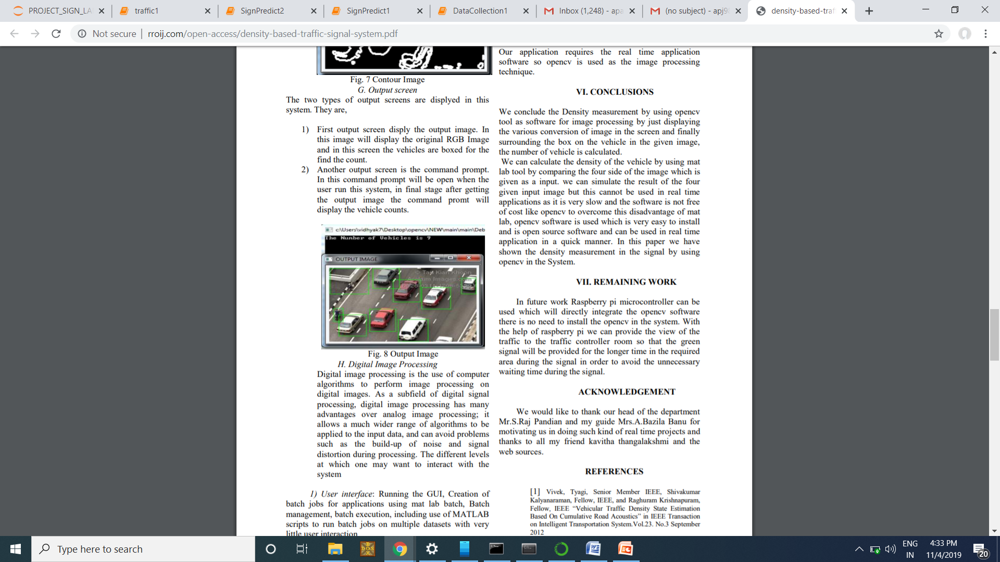 PROJECT_SIGN_LA
traffic1
SignPredict2
SignPredict1
DataCollection1
Inbox (1,248) - apa
(no subject) - apj9
density-based-traf
Not secure
rroij.com/open-access/density-based-traffic-signal-system.pdf
Fig. 7 Contour Image
G. Output screen
The two types of output screens are displyed in this
system. They are,
1) First output screen disply the output image. In
this image will display the original RGB Image
and in this screen the vehicles are boxed for the
find the count.
2) Another output screen is the command prompt.
In this command prompt will be open when the
user run this system, in final stage after getting
the output image the command promt will
display the vehicle counts.
c:\Users\vidhyak7\Desktop\opencv\NEW\main\main\Deb
The Number of Vehicles is 9
OUTPUT IMAGE
© Tan Kian Khoon
Acclaim Images.com
Fig. 8 Output Image
H. Digital Image Processing
Digital image processing is the use of computer
algorithms to perform image processing on
digital images. As a subfield of digital signal
processing, digital image processing has many
advantages over analog image processing; it
allows a much wider range of algorithms to be
applied to the input data, and can avoid problems
such as the build-up of noise and signal
distortion during processing. The different levels
at which one may want to interact with the
system
1) User interface: Running the GUI, Creation of
batch jobs for applications using mat lab batch, Batch
management, batch execution, including use of MATLAB
scripts to run batch jobs on multiple datasets with very
little user interaction
Our application requires the real time application
software so opencv is used as the image processing
technique.
VI. CONCLUSIONS
We conclude the Density measurement by using opencv
tool as software for image processing by just displaying
the various conversion of image in the screen and finally
surrounding the box on the vehicle in the given image,
the number of vehicle is calculated.
We can calculate the density of the vehicle by using mat
lab tool by comparing the four side of the image which is
given as a input. we can simulate the result of the four
given input image but this cannot be used in real time
applications as it is very slow and the software is not free
of cost like opencv to overcome this disadvantage of mat
lab, opencv software is used which is very easy to install
and is open source software and can be used in real time
application in a quick manner. In this paper we have
shown the density measurement in the signal by using
opencv in the System.
VII. REMAINING WORK
In future work Raspberry pi microcontroller can be
used which will directly integrate the opencv software
there is no need to install the opencv in the system. With
the help of raspberry pi we can provide the view of the
traffic to the traffic controller room so that the green
signal will be provided for the longer time in the required
area during the signal in order to avoid the unnecessary
waiting time during the signal.
ACKNOWLEDGEMENT
We would like to thank our head of the department
Mr.S.Raj Pandian and my guide Mrs.A.Bazila Banu for
motivating us in doing such kind of real time projects and
thanks to all my friend kavitha thangalakshmi and the
web sources.
REFERENCES
[1] Vivek, Tyagi, Senior Member IEEE, Shivakumar
Kalyanaraman, Fellow, IEEE, and Raghuram Krishnapuram,
Fellow, IEEE “Vehicular Traffic Density State Estimation
Based On Cumulative Road Acoustics” in IEEE Transaction
on Intelligent Transportation System.Vol.23. No.3 September
2012
Type here to search
ENG
IN
4:33 PM
11/4/2019
20